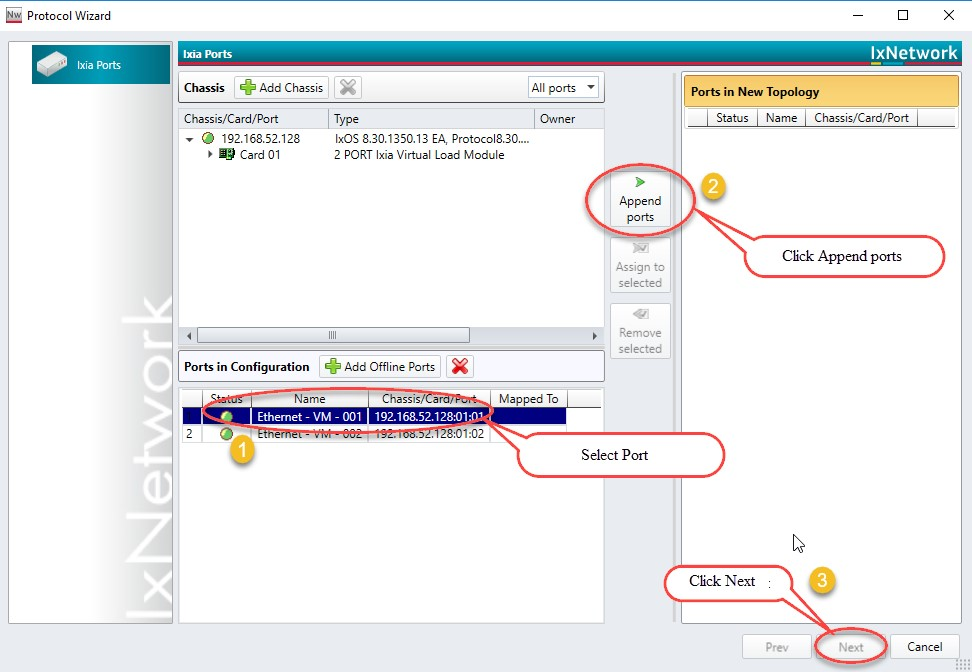 Nw Protocol Wizard
Ixia Ports
Ixia Ports
IxNetwork
Chassis
Add Chassis
All ports
Chassis/Card/Port Type Owner
192.168.52.128 IxOS 8.30.1350.13 EA, Protocol8.30....
Card 01 2 PORT Ixia Virtual Load Module
Append
ports
2
Click Append ports
Assign to
selected
Remove
selected
Ports in New Topology
Status Name Chassis/Card/Port
Ports in Configuration
Add Offline Ports
Status Name Chassis/Card/Port Mapped To
Ethernet - VM - 001 192.168.52.128:01:01
2 Ethernet - VM - 002 192.168.52.128:01:02
1
Select Port
IxNetwork
Click Next :
3
Prev
Next
Cancel